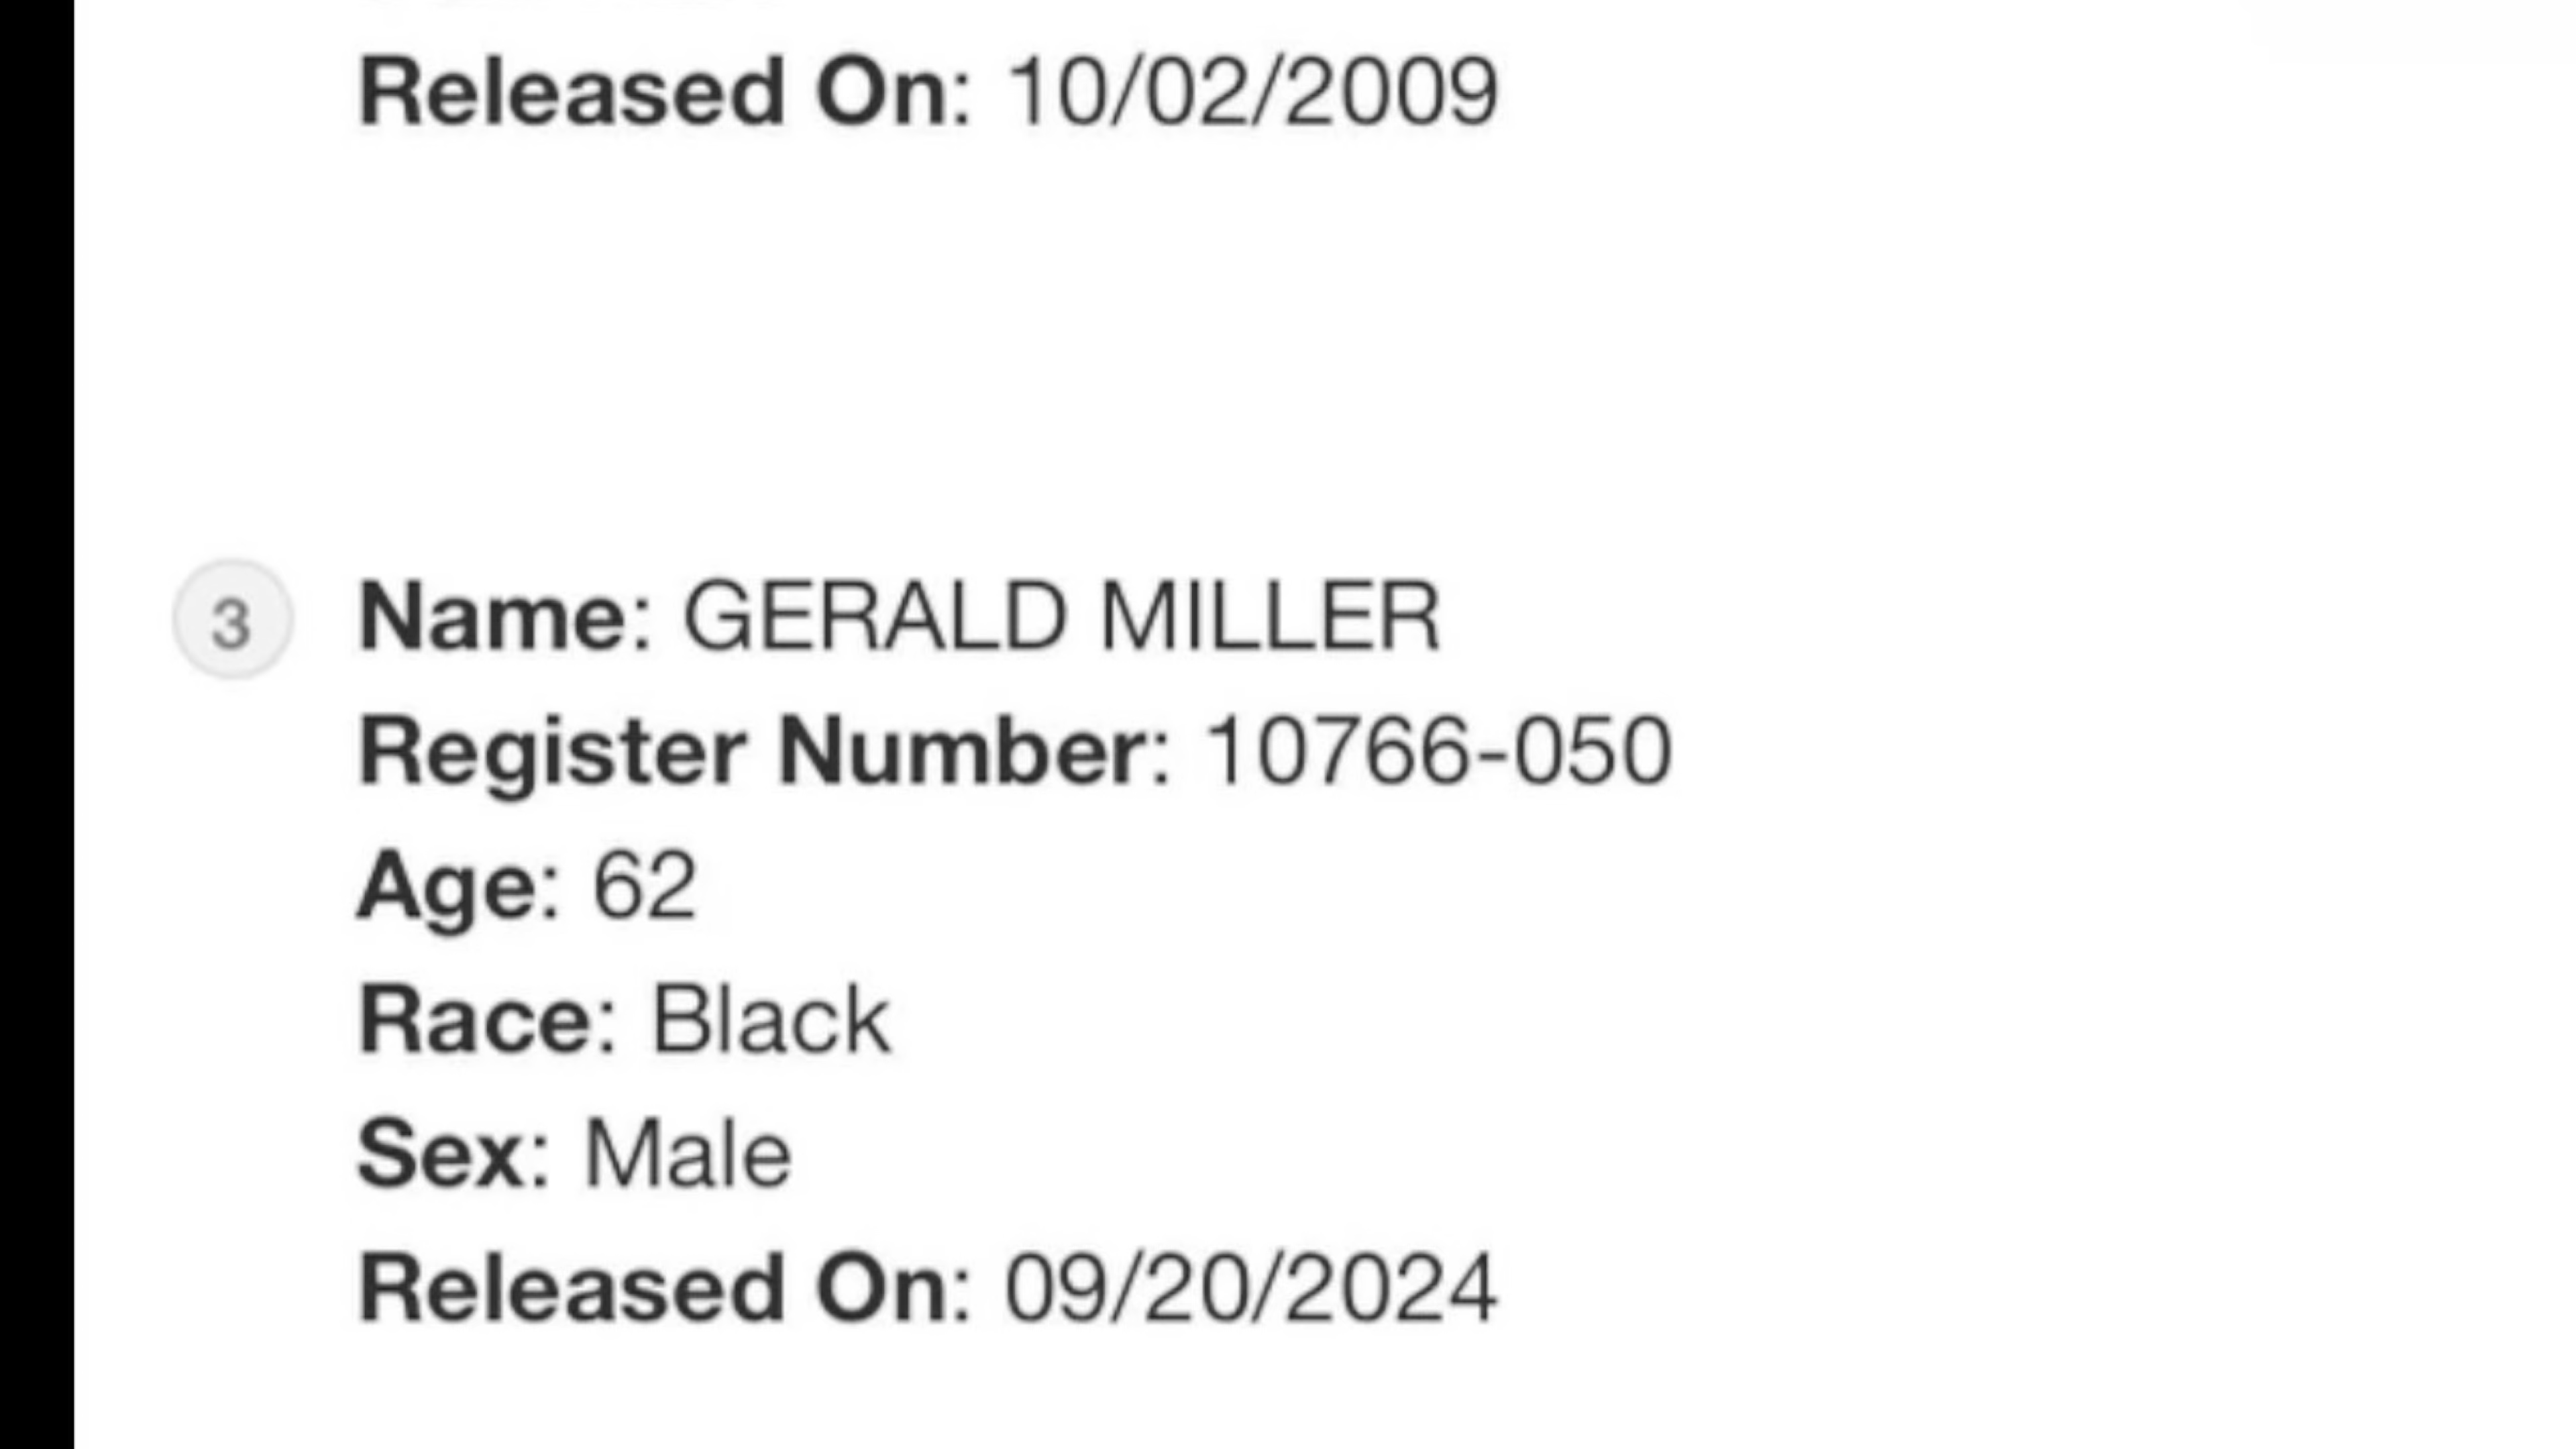 Released On: 10/02/2009
3
Name: GERALD MILLER
Register Number: 10766-050
Age: 62
Race: Black
Sex: Male
Released On: 09/20/2024